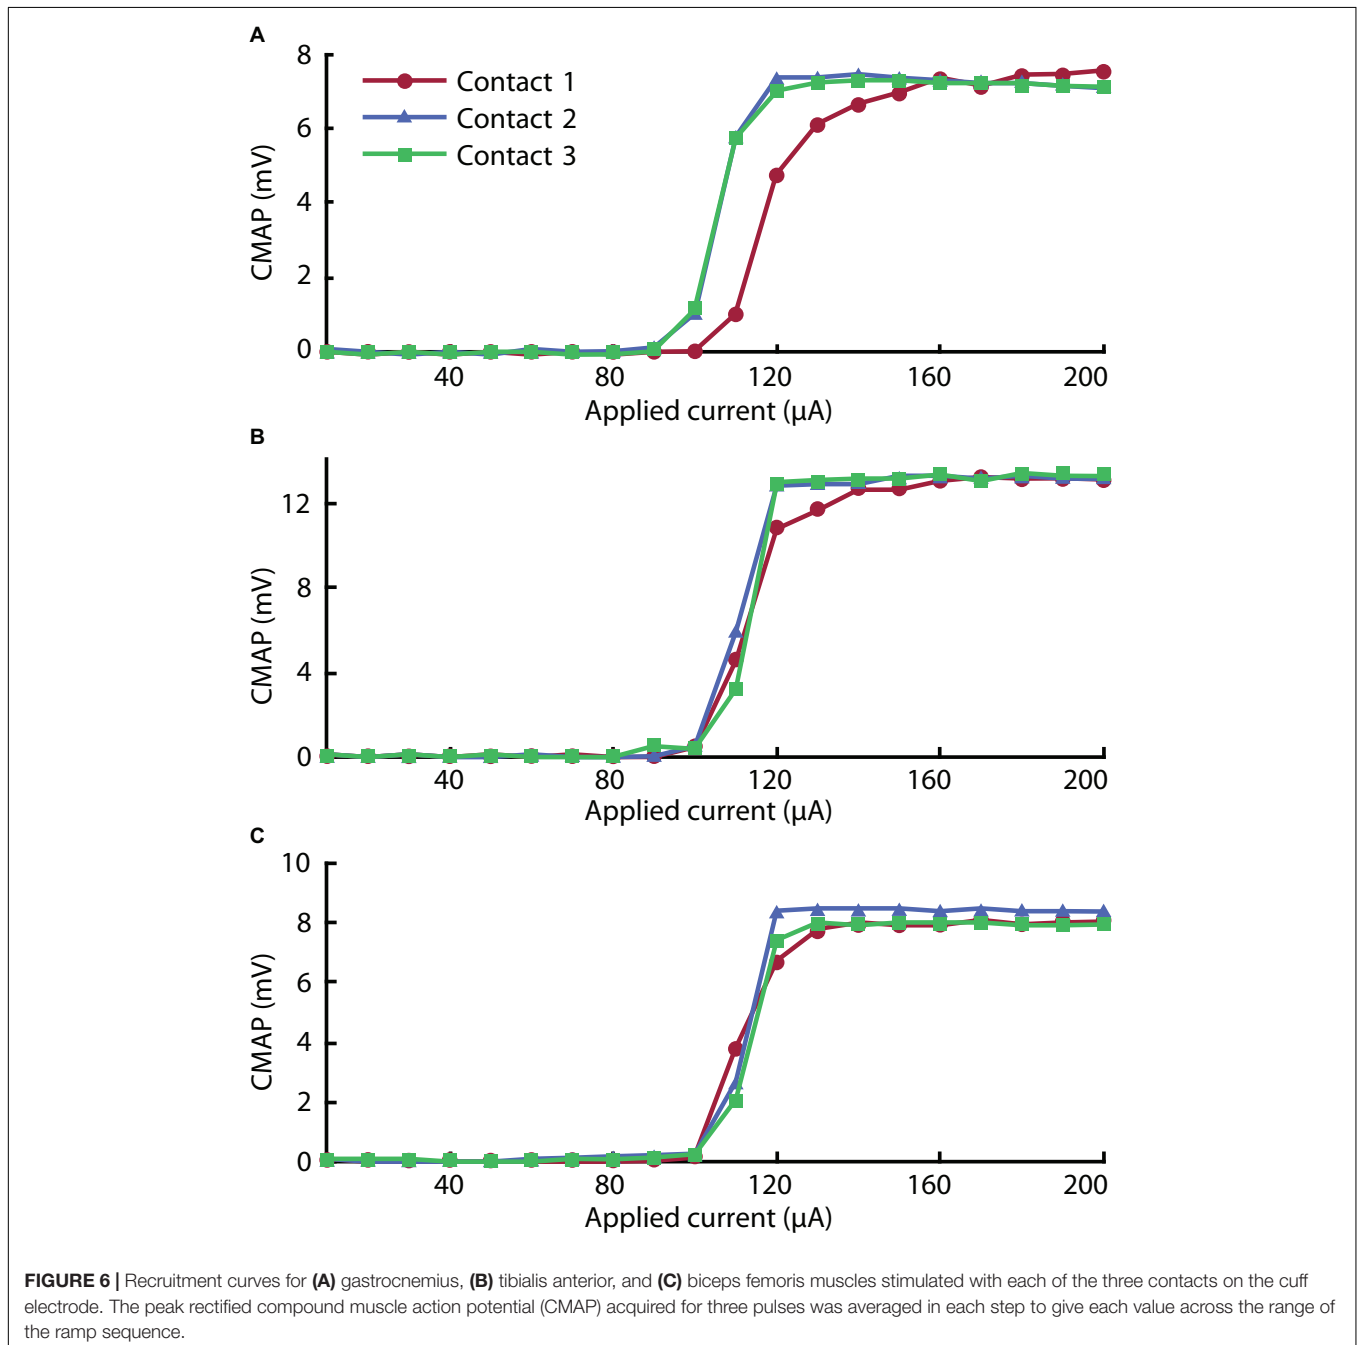 A
8
6
4
2
0
CMAP (mV)
Contact 1
Contact 2
Contact 3
40 80 120 160 200
Applied current (µA)
B
12
8
4
0
CMAP (mV)
40 80 120 160 200
Applied current (µA)
C
10
8
6
4
2
0
CMAP (mV)
40 80 120 160 200
Applied current (µA)
FIGURE 6 | Recruitment curves for (A) gastrocnemius, (B) tibialis anterior, and (C) biceps femoris muscles stimulated with each of the three contacts on the cuff
electrode. The peak rectified compound muscle action potential (CMAP) acquired for three pulses was averaged in each step to give each value across the range of
the ramp sequence.